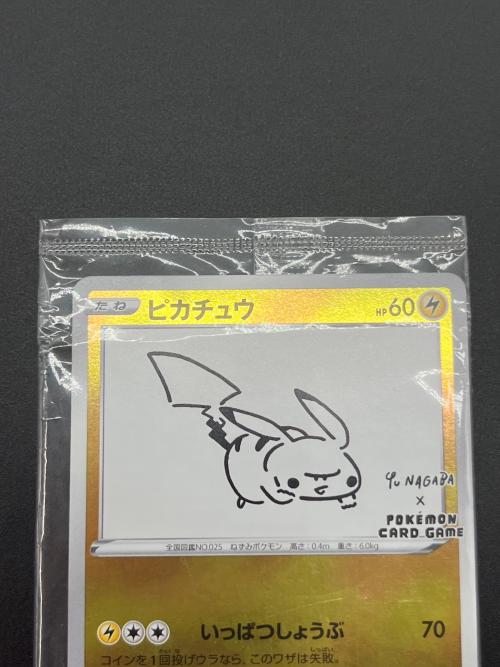 たね ピカチュウ HP60
Yu NAGABA
×
POKÉMON
CARD GAME
全国図鑑NO.025 ねずみポケモン 高さ:0.4m 重さ:6.0kg
いっぱつしょうぶ 70
コインを1回投げウラなら、このワザは失敗。